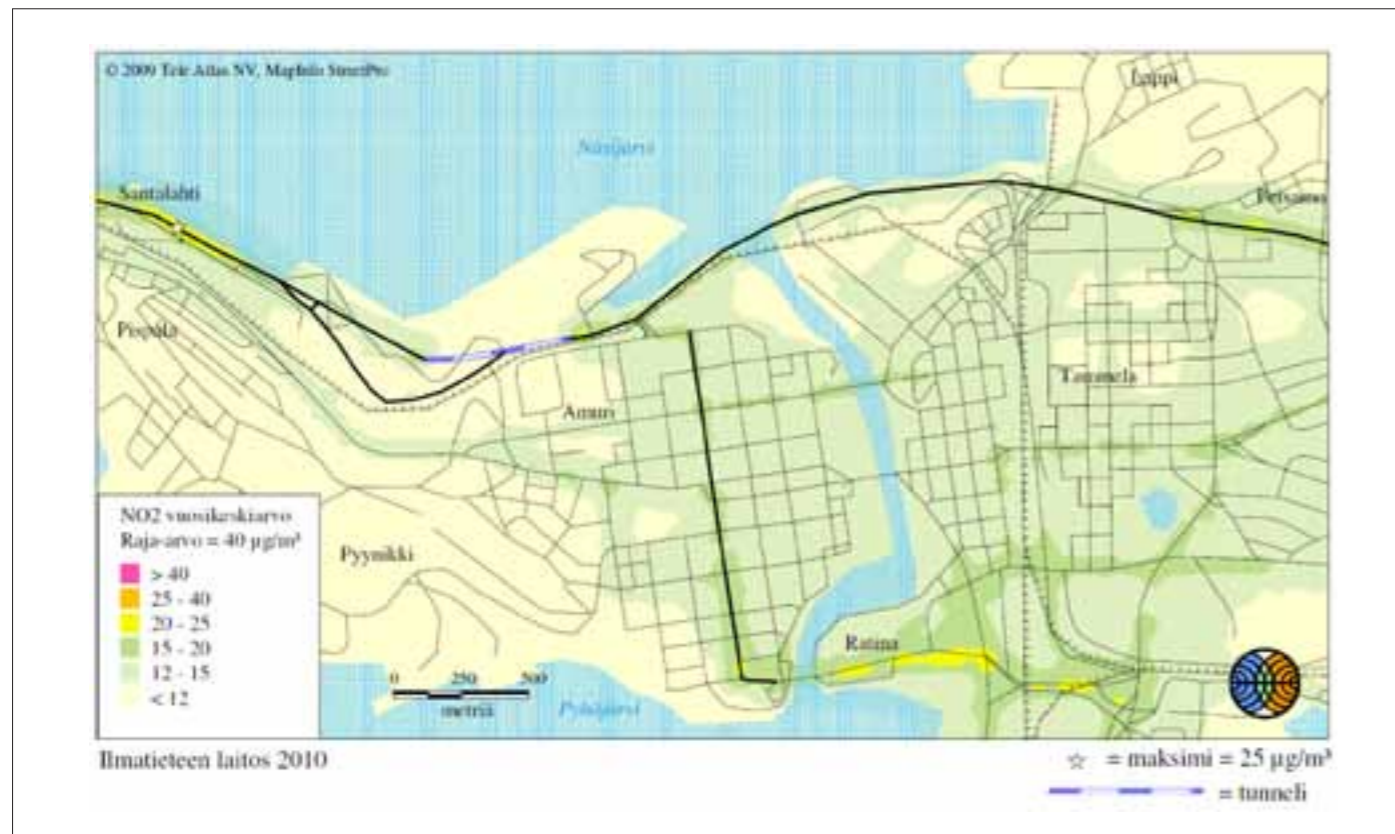 © 2009 Tele Atlas NV, MapInfo StreetPro
Lappi
Näsijärvi
Santalahti
Petsamo
Pispala
Tammela
Amuri
NO2 vuosikeskiarvo
Raja-arvo = 40 µg/m³
> 40
25 - 40
20 - 25
15 - 20
12 - 15
< 12
Pyynikki
Ratina
0 250 500
metriä
Pyhäjärvi
Ilmatieteen laitos 2010
☆ = maksimi = 25 µg/m³
= tunneli